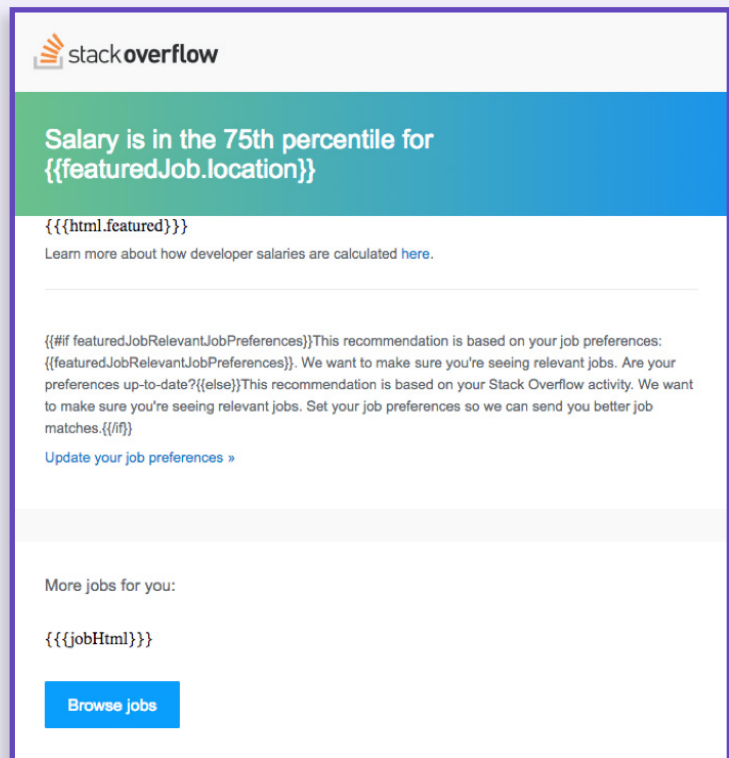 stackoverflow
Salary is in the 75th percentile for
{{featuredJob.location}}
{{{html.featured}}}
Learn more about how developer salaries are calculated here.
{{#if featuredJobRelevantJobPreferences}}This recommendation is based on your job preferences:
{{featuredJobRelevantJobPreferences}}. We want to make sure you're seeing relevant jobs. Are your
preferences up-to-date?{{else}}This recommendation is based on your Stack Overflow activity. We want
to make sure you're seeing relevant jobs. Set your job preferences so we can send you better job
matches.{{/if}}
Update your job preferences »
More jobs for you:
{{{jobHtml}}}
Browse jobs